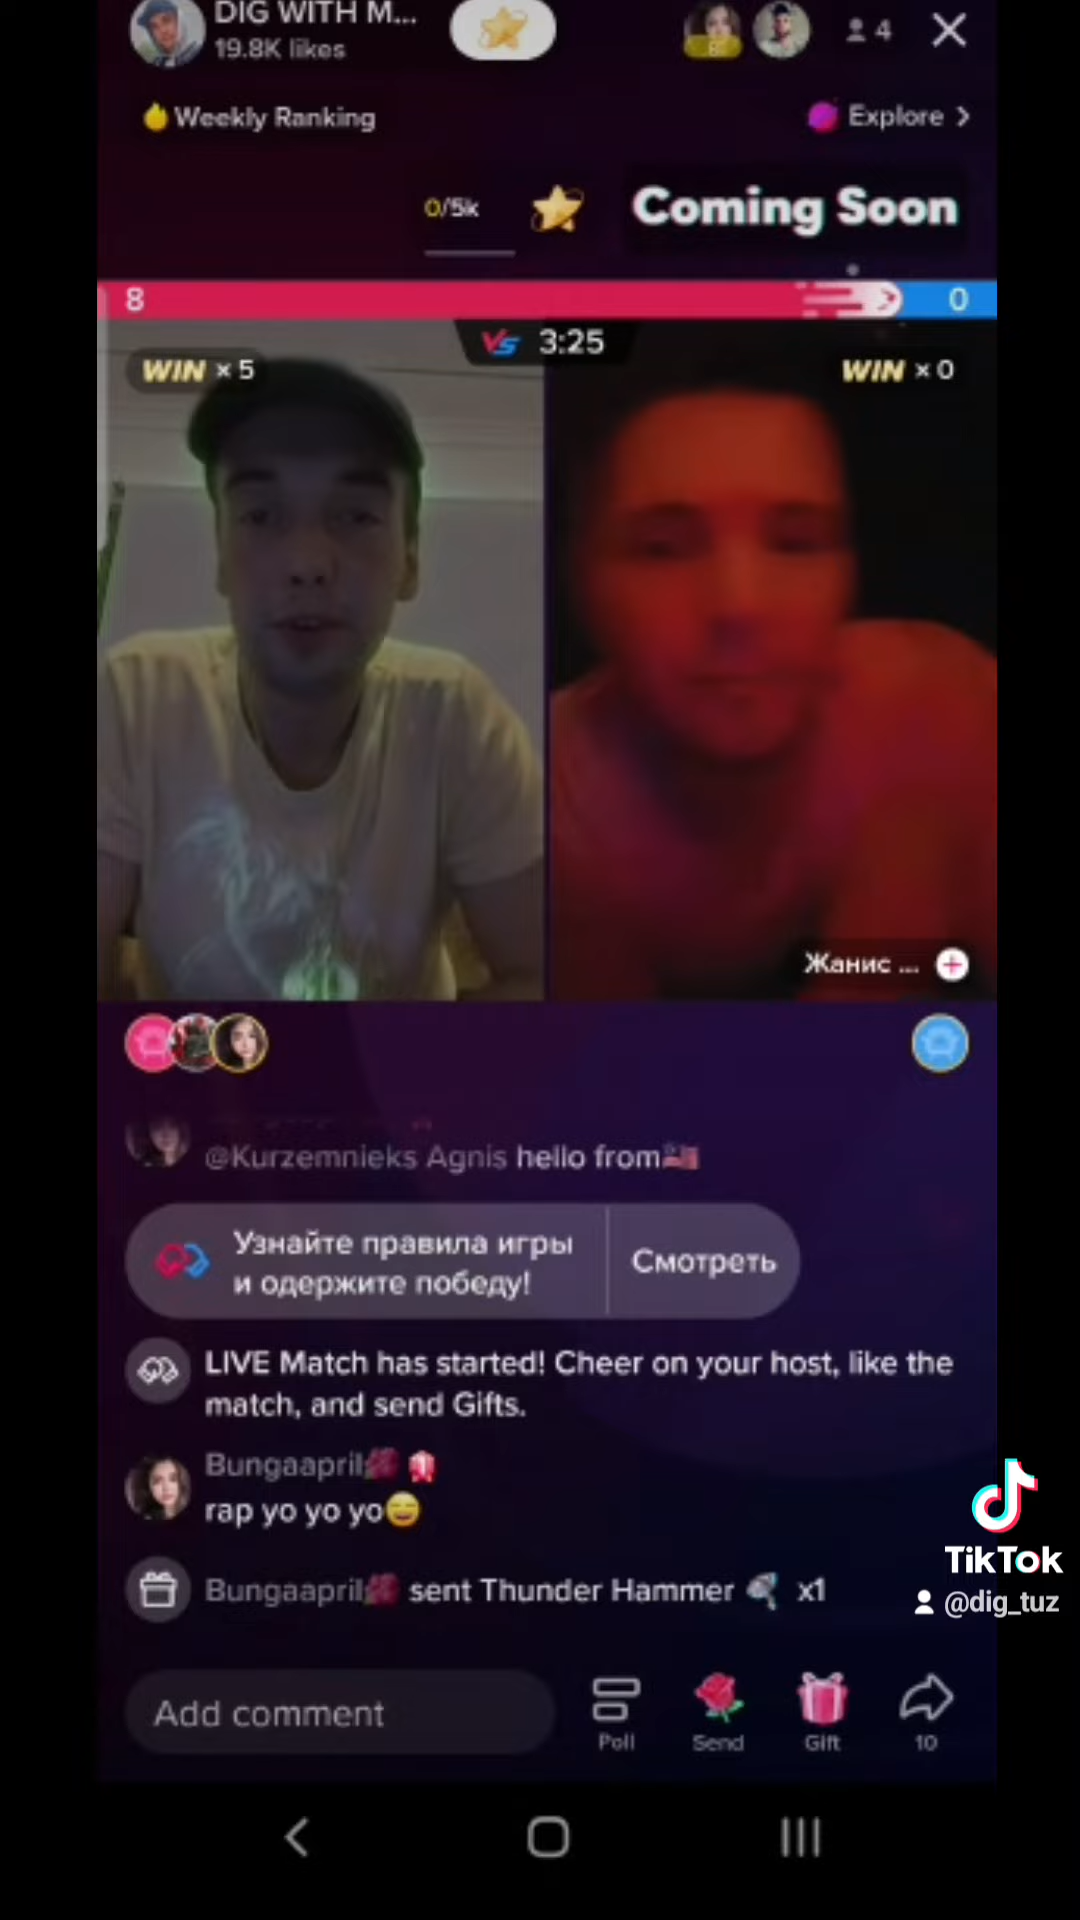 DIG WITH M...
19.8K likes
4
Weekly Ranking
Explore >
0/5k
Coming Soon
8
0
VS 3:25
WIN × 5
WIN × 0
Жанис ...
@Kurzemnieks Agnis hello from
Узнайте правила игры
и одержите победу!
Смотреть
LIVE Match has started! Cheer on your host, like the
match, and send Gifts.
Bungaapril
rap yo yo yo😄
Bungaapril sent Thunder Hammer x1
TikTok
@dig_tuz
Add comment
Poll
Send
Gift
10